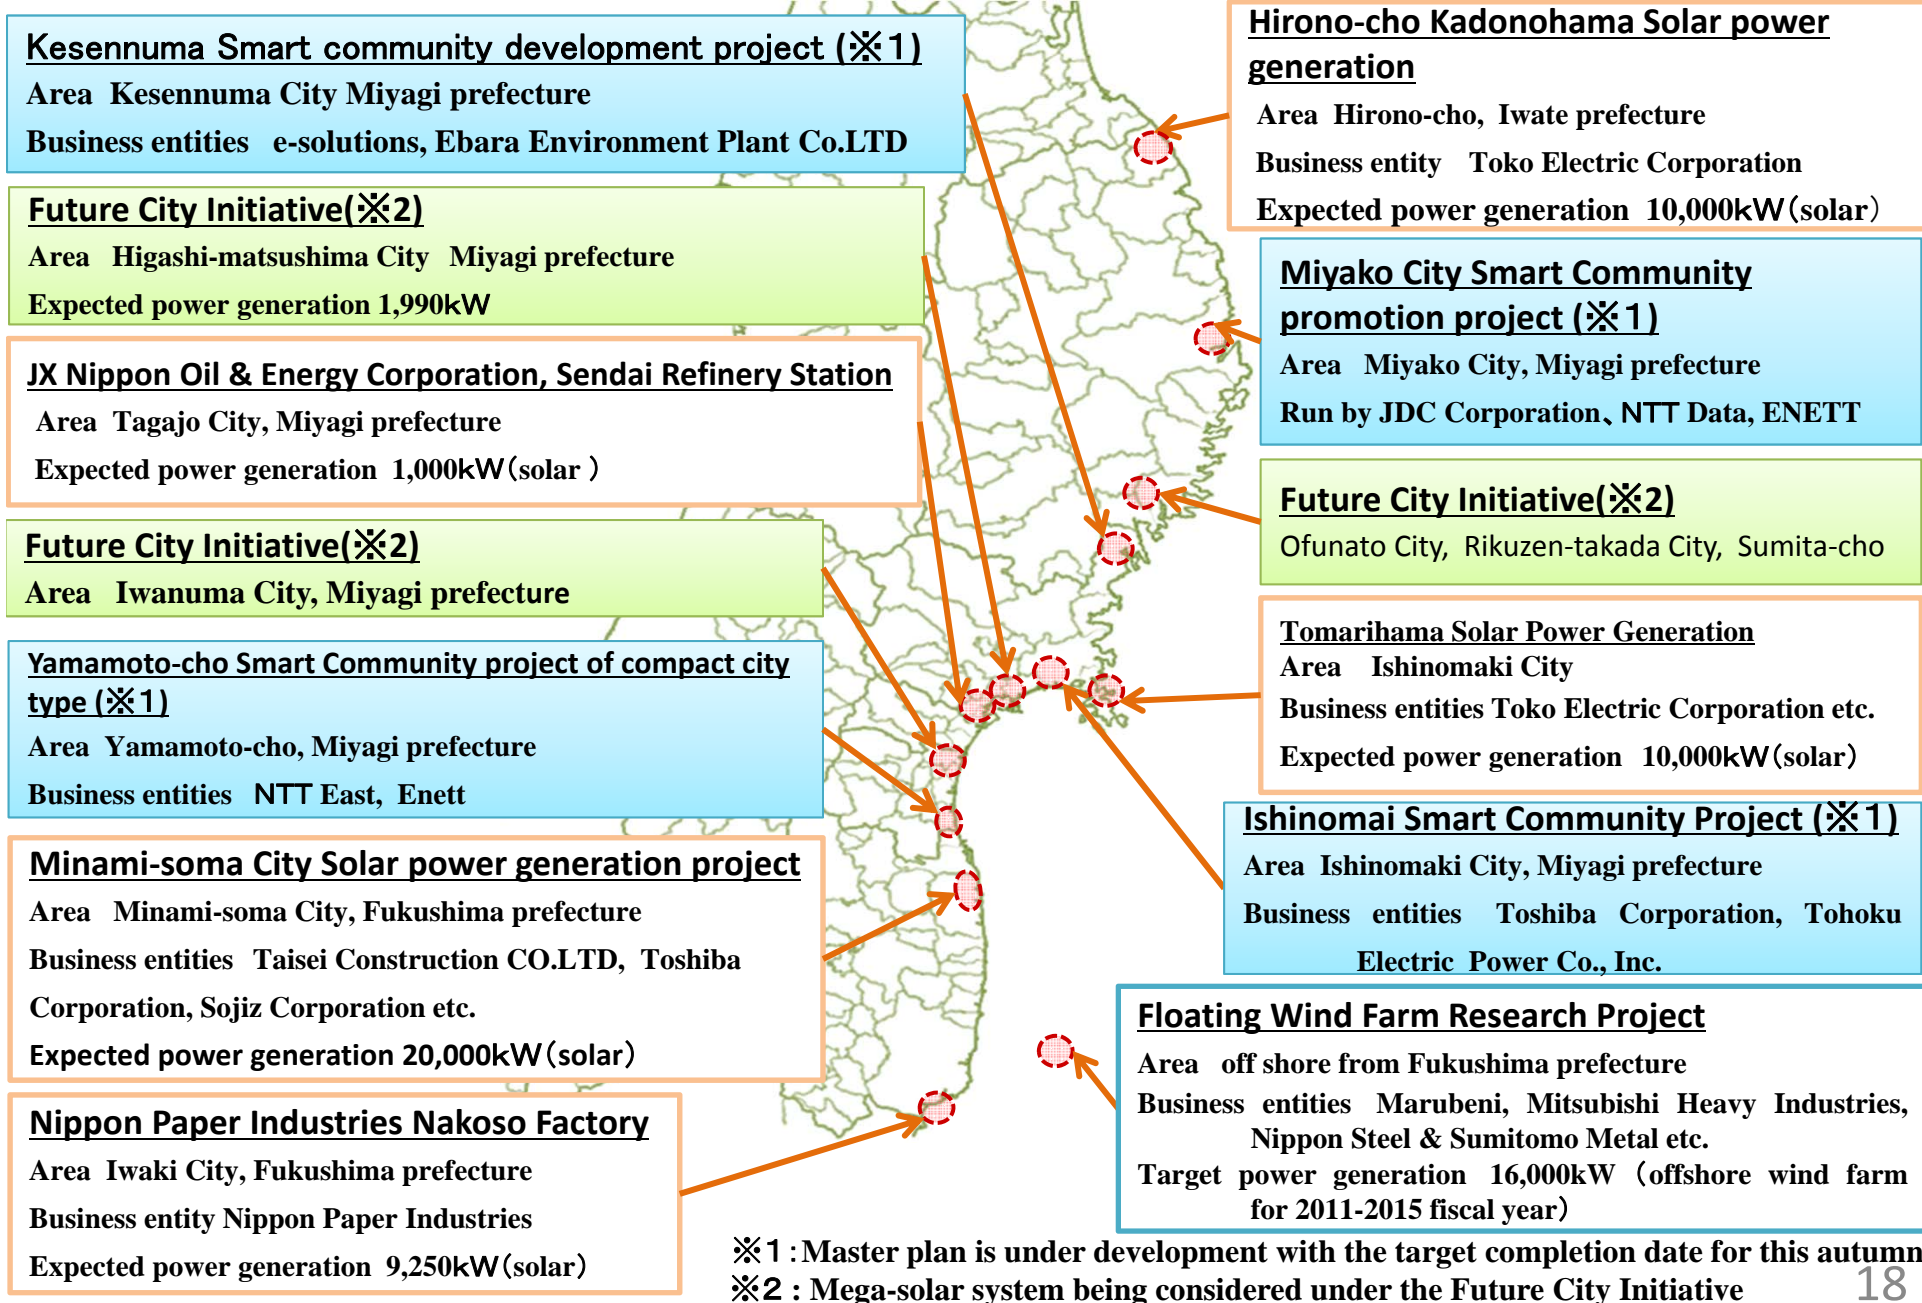 Kesennuma Smart community development project (※1)
Area Kesennuma City Miyagi prefecture
Business entities e-solutions, Ebara Environment Plant Co.LTD
Future City Initiative(※2)
Area Higashi-matsushima City Miyagi prefecture
Expected power generation 1,990kW
JX Nippon Oil & Energy Corporation, Sendai Refinery Station
Area Tagajo City, Miyagi prefecture
Expected power generation 1,000kW(solar )
Future City Initiative(※2)
Area Iwanuma City, Miyagi prefecture
Yamamoto-cho Smart Community project of compact city
type (※1)
Area Yamamoto-cho, Miyagi prefecture
Business entities NTT East, Enett
Minami-soma City Solar power generation project
Area Minami-soma City, Fukushima prefecture
Business entities Taisei Construction CO.LTD, Toshiba
Corporation, Sojiz Corporation etc.
Expected power generation 20,000kW(solar)
Nippon Paper Industries Nakoso Factory
Area Iwaki City, Fukushima prefecture
Business entity Nippon Paper Industries
Expected power generation 9,250kW(solar)
Hirono-cho Kadonohama Solar power
generation
Area Hirono-cho, Iwate prefecture
Business entity Toko Electric Corporation
Expected power generation 10,000kW(solar)
Miyako City Smart Community
promotion project (※1)
Area Miyako City, Miyagi prefecture
Run by JDC Corporation、NTT Data, ENETT
Future City Initiative(※2)
Ofunato City, Rikuzen-takada City, Sumita-cho
Tomarihama Solar Power Generation
Area Ishinomaki City
Business entities Toko Electric Corporation etc.
Expected power generation 10,000kW(solar)
Ishinomai Smart Community Project (※1)
Area Ishinomaki City, Miyagi prefecture
Business entities Toshiba Corporation, Tohoku
Electric Power Co., Inc.
Floating Wind Farm Research Project
Area off shore from Fukushima prefecture
Business entities Marubeni, Mitsubishi Heavy Industries,
Nippon Steel & Sumitomo Metal etc.
Target power generation 16,000kW (offshore wind farm
for 2011-2015 fiscal year)
※1:Master plan is under development with the target completion date for this autumn
※2 : Mega-solar system being considered under the Future City Initiative
18